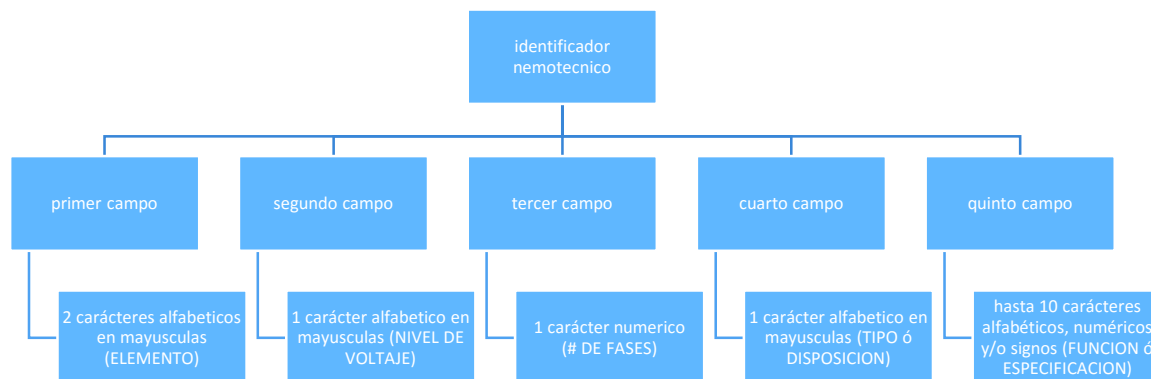 identificador
nemotecnico
primer campo
segundo campo
tercer campo
cuarto campo
quinto campo
2 carácteres alfabeticos
en mayusculas
(ELEMENTO)
1 carácter alfabetico en
mayusculas (NIVEL DE
VOLTAJE)
1 carácter numerico
(# DE FASES)
1 carácter alfabetico en
mayusculas (TIPO ó
DISPOSICION)
hasta 10 carácteres
alfabéticos, numéricos
y/o signos (FUNCION ó
ESPECIFICACION)